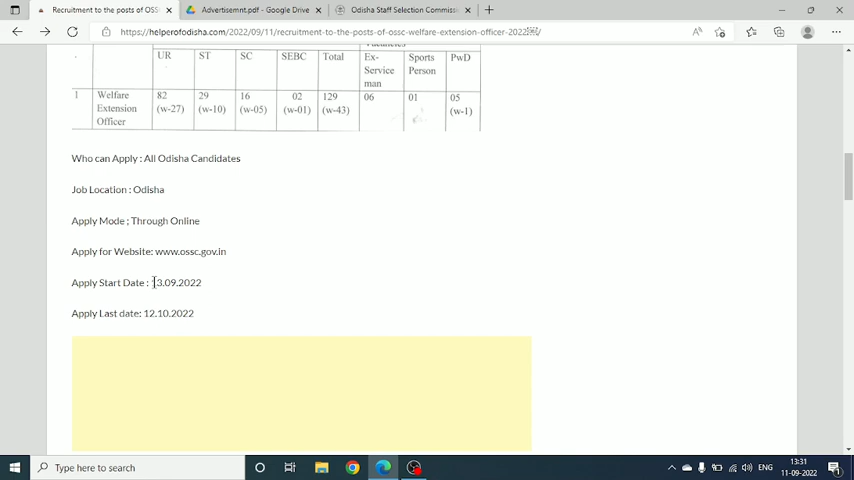 Recruitment to the posts of OSS
Advertisemnt.pdf - Google Drive
Odisha Staff Selection Commission
https://helperofodisha.com/2022/09/11/recruitment-to-the-posts-of-ossc-welfare-extension-officer-2022
Vacancies
UR ST SC SEBC Total Ex-Service man Sports Person PwD
1 Welfare Extension Officer 82 (w-27) 29 (w-10) 16 (w-05) 02 (w-01) 129 (w-43) 06 01 05 (w-1)
Who can Apply : All Odisha Candidates
Job Location : Odisha
Apply Mode ; Through Online
Apply for Website: www.ossc.gov.in
Apply Start Date : 13.09.2022
Apply Last date: 12.10.2022
Type here to search
ENG
13:31
11-09-2022